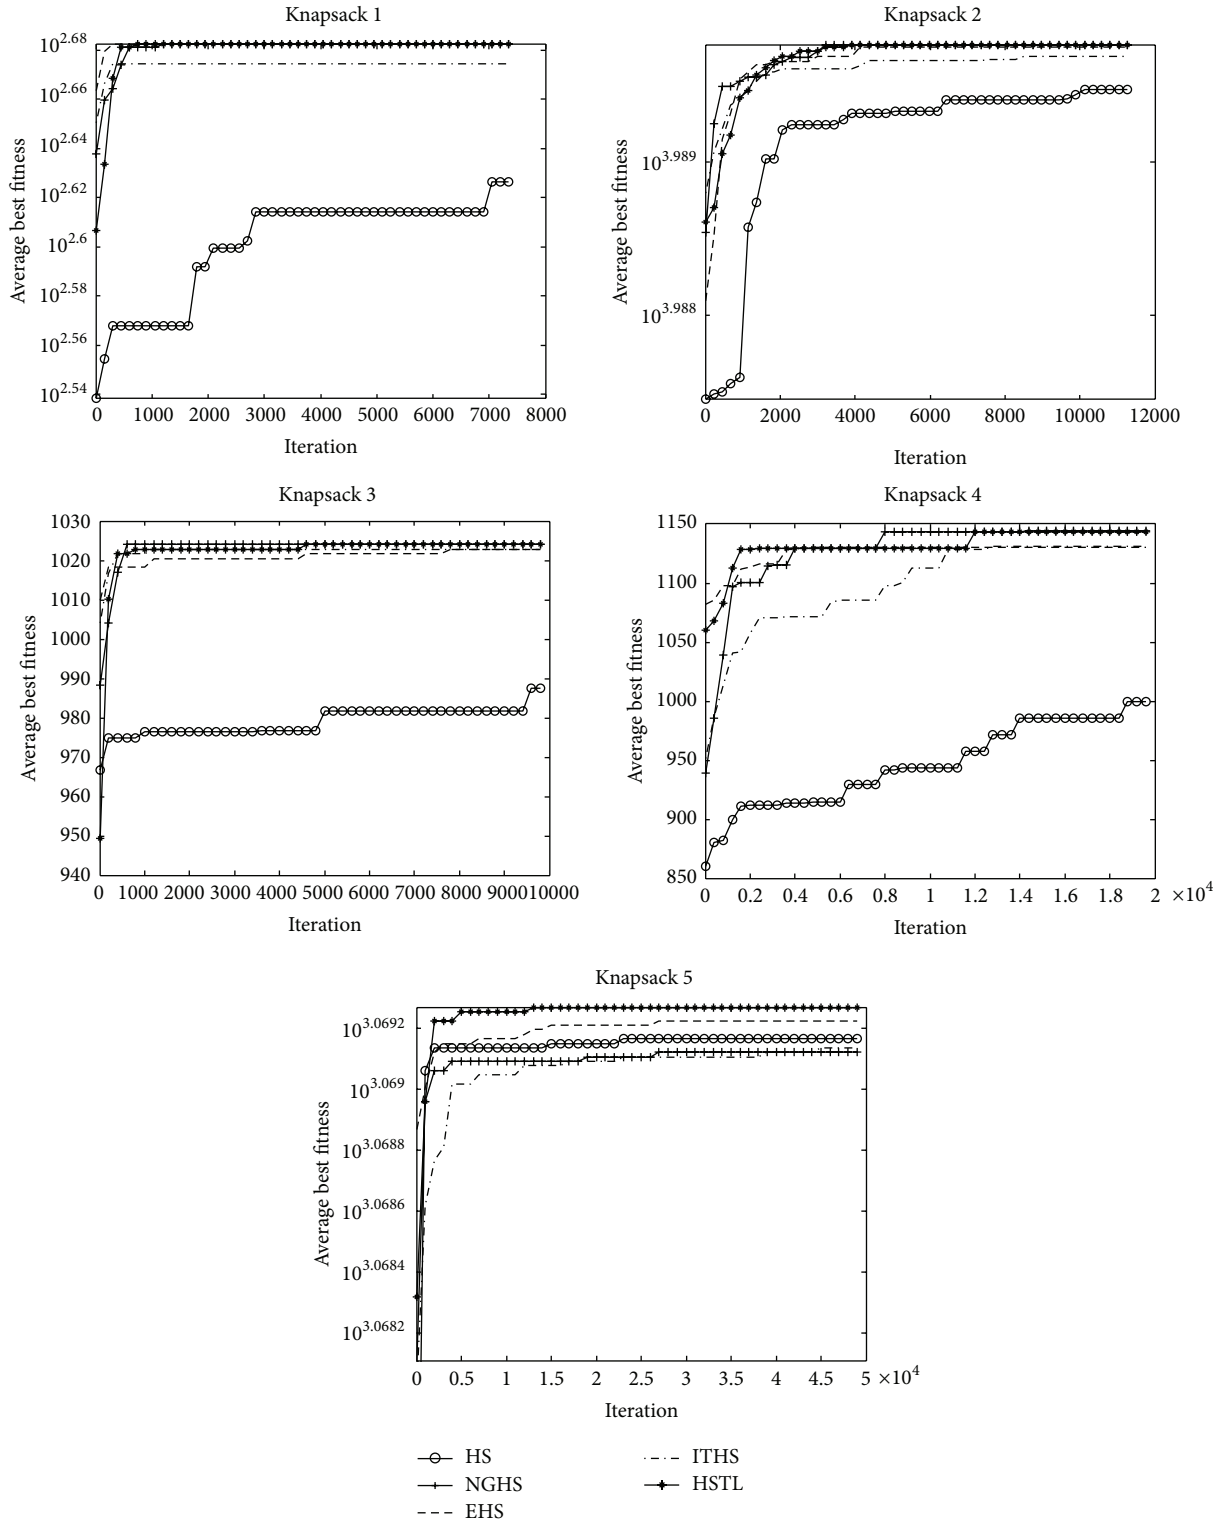 Knapsack 1
Average best fitness
10^2.68
10^2.66
10^2.64
10^2.62
10^2.6
10^2.58
10^2.56
10^2.54
0 1000 2000 3000 4000 5000 6000 7000 8000
Iteration
Knapsack 2
Average best fitness
10^3.989
10^3.988
0 2000 4000 6000 8000 10000 12000
Iteration
Knapsack 3
Average best fitness
1030
1020
1010
1000
990
980
970
960
950
940
0 1000 2000 3000 4000 5000 6000 7000 8000 900010000
Iteration
Knapsack 4
Average best fitness
1150
1100
1050
1000
950
900
850
0 0.2 0.4 0.6 0.8 1 1.2 1.4 1.6 1.8 2 ×10^4
Iteration
Knapsack 5
Average best fitness
10^3.0692
10^3.069
10^3.0688
10^3.0686
10^3.0684
10^3.0682
0 0.5 1 1.5 2 2.5 3 3.5 4 4.5 5 ×10^4
Iteration
HS
NGHS
EHS
ITHS
HSTL